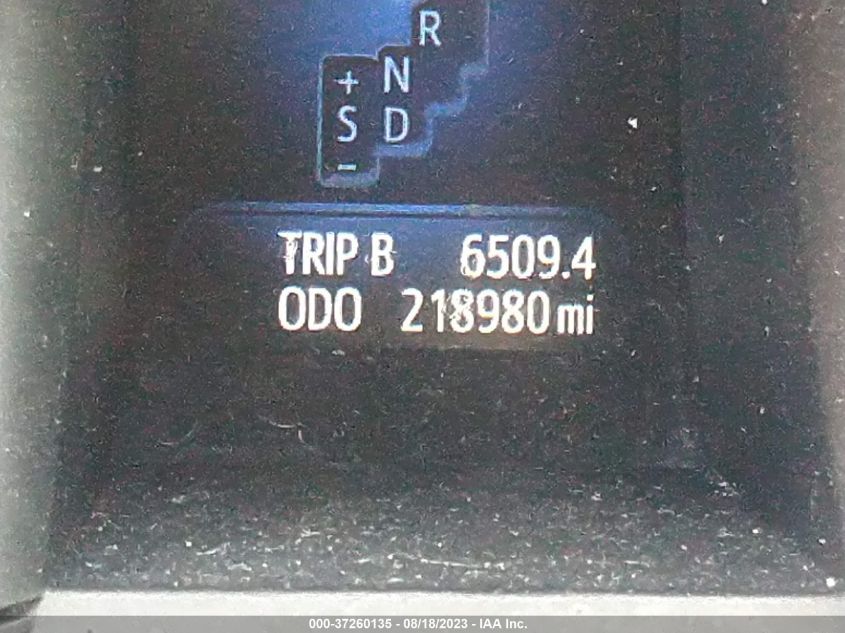 R
+ N
S D
-
TRIP B 6509.4
ODO 218980 mi
000-37260135 - 08/18/2023 - IAA Inc.